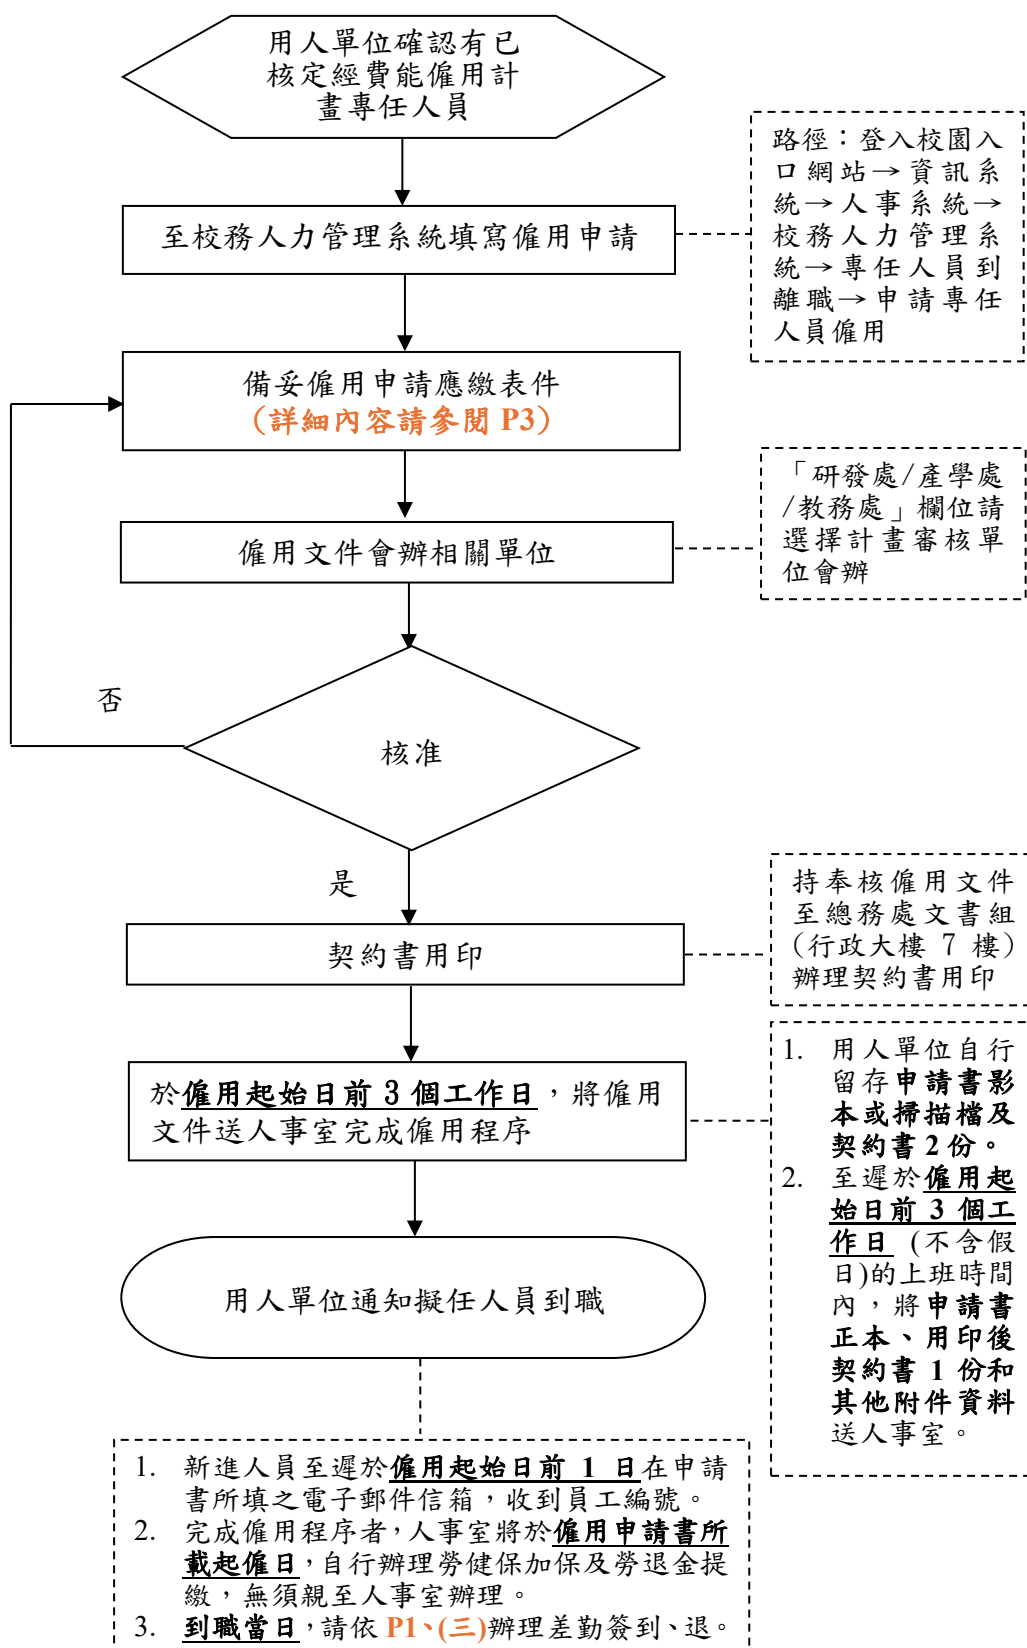 用人單位確認有已
核定經費能僱用計
畫專任人員
路徑：登入校園入
口網站→資訊系
統→人事系統→
校務人力管理系
統→專任人員到
離職→申請專任
人員僱用
至校務人力管理系統填寫僱用申請
備妥僱用申請應繳表件
（詳細內容請參閱 P3）
「研發處/產學處
/教務處」欄位請
選擇計畫審核單
位會辦
僱用文件會辦相關單位
否
核准
是
持奉核僱用文件
至總務處文書組
（行政大樓 7 樓）
辦理契約書用印
契約書用印
於僱用起始日前 3 個工作日，將僱用
文件送人事室完成僱用程序
1. 用人單位自行
留存申請書影
本或掃描檔及
契約書 2 份。
2. 至遲於僱用起
始日前 3 個工
作日 (不含假
日)的上班時間
內，將申請書
正本、用印後
契約書 1 份和
其他附件資料
送人事室。
用人單位通知擬任人員到職
1. 新進人員至遲於僱用起始日前 1 日在申請
書所填之電子郵件信箱，收到員工編號。
2. 完成僱用程序者，人事室將於僱用申請書所
載起僱日，自行辦理勞健保加保及勞退金提
繳，無須親至人事室辦理。
3. 到職當日，請依 P1、(三)辦理差勤簽到、退。